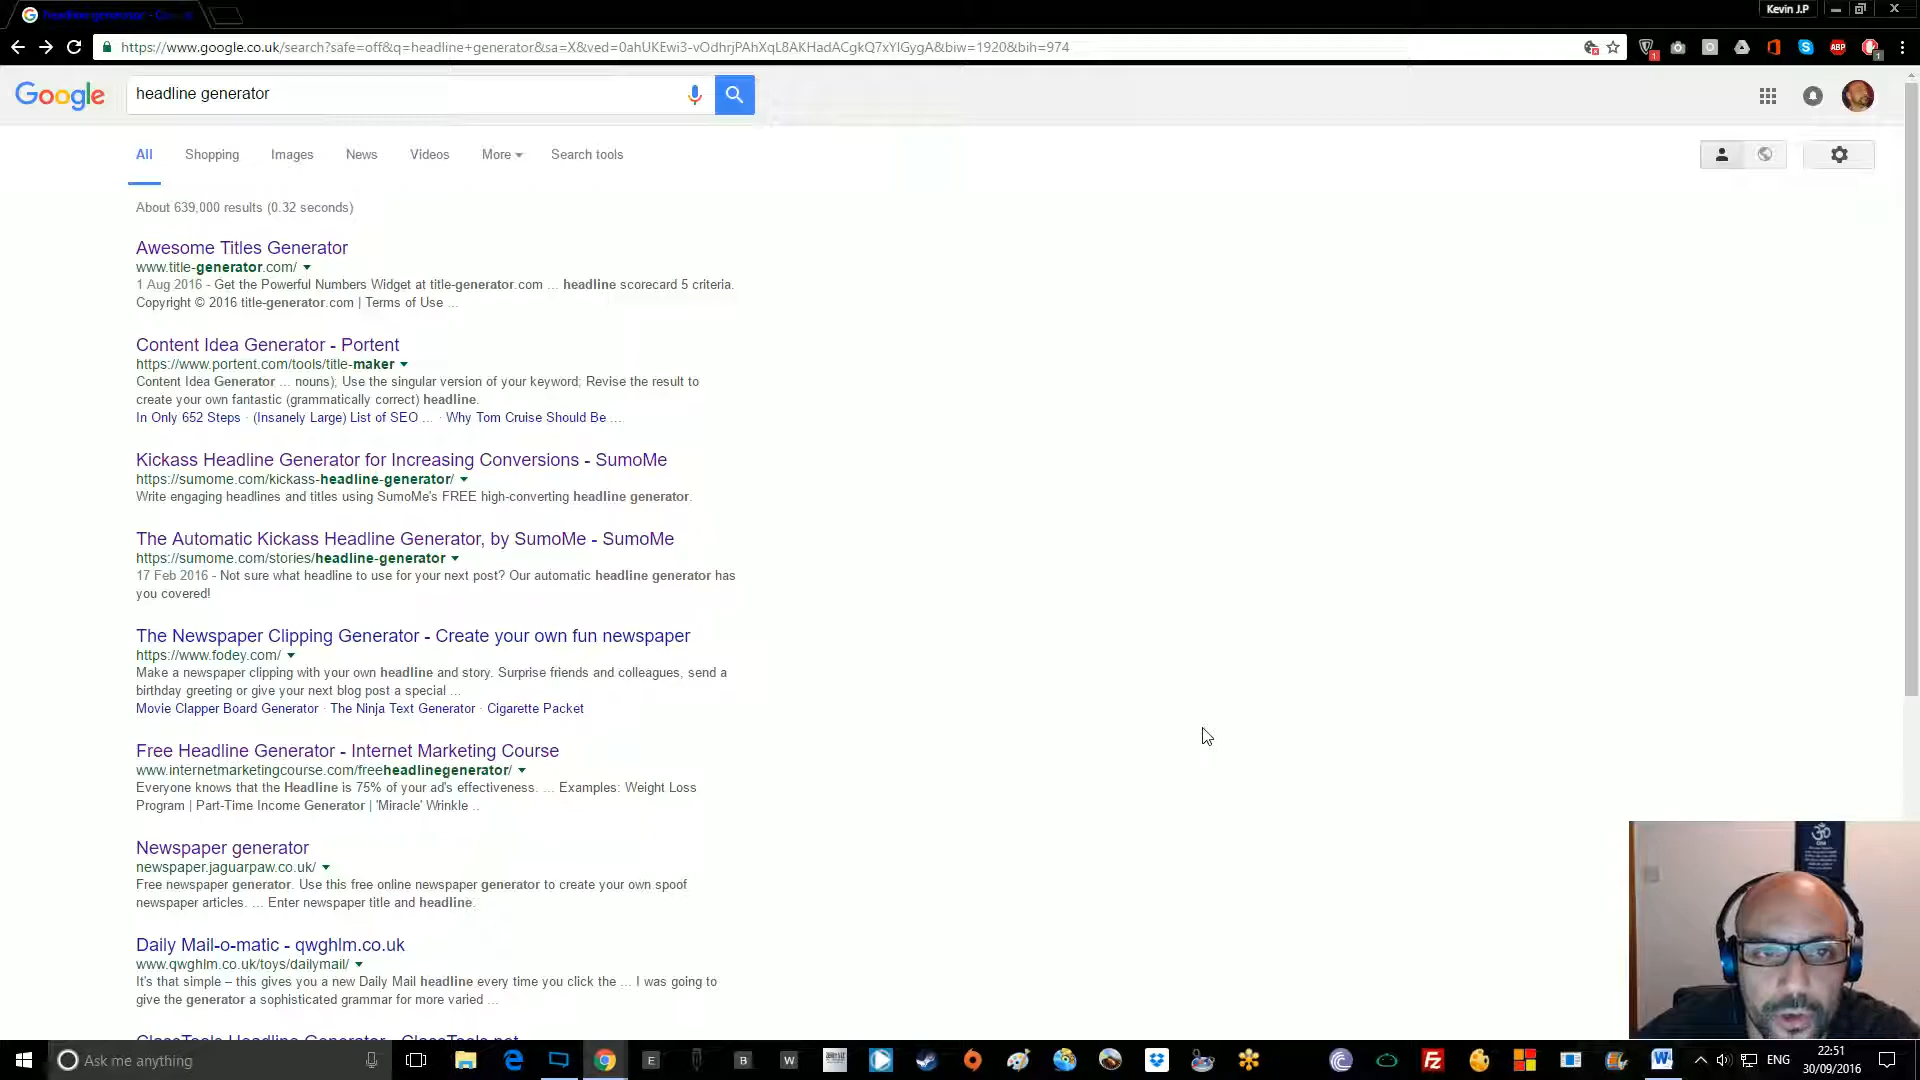 Kevin J.P
https://www.google.co.uk/search?safe=off&q=headline+generator&sa=X&ved=0ahUKEwi3-vOdhrjPAhXqL8AKHadACgkQ7xYIGygA&biw=1920&bih=974
Google
headline generator
All Shopping Images News Videos More Search tools
About 639,000 results (0.32 seconds)
Awesome Titles Generator
www.title-generator.com/
1 Aug 2016 - Get the Powerful Numbers Widget at title-generator.com ... headline scorecard 5 criteria.
Copyright © 2016 title-generator.com | Terms of Use ...
Content Idea Generator - Portent
https://www.portent.com/tools/title-maker
Content Idea Generator ... nouns), Use the singular version of your keyword; Revise the result to
create your own fantastic (grammatically correct) headline.
In Only 652 Steps · (Insanely Large) List of SEO ... · Why Tom Cruise Should Be ...
Kickass Headline Generator for Increasing Conversions - SumoMe
https://sumome.com/kickass-headline-generator/
Write engaging headlines and titles using SumoMe's FREE high-converting headline generator.
The Automatic Kickass Headline Generator, by SumoMe - SumoMe
https://sumome.com/stories/headline-generator
17 Feb 2016 - Not sure what headline to use for your next post? Our automatic headline generator has
you covered!
The Newspaper Clipping Generator - Create your own fun newspaper
https://www.fodey.com/
Make a newspaper clipping with your own headline and story. Surprise friends and colleagues, send a
birthday greeting or give your next blog post a special ...
Movie Clapper Board Generator · The Ninja Text Generator · Cigarette Packet
Free Headline Generator - Internet Marketing Course
www.internetmarketingcourse.com/freeheadlinegenerator/
Everyone knows that the Headline is 75% of your ad's effectiveness. ... Examples: Weight Loss
Program | Part-Time Income Generator | 'Miracle' Wrinkle ..
Newspaper generator
newspaper.jaguarpaw.co.uk/
Free newspaper generator. Use this free online newspaper generator to create your own spoof
newspaper articles. ... Enter newspaper title and headline.
Daily Mail-o-matic - qwghlm.co.uk
www.qwghlm.co.uk/toys/dailymail/
It's that simple – this gives you a new Daily Mail headline every time you click the ... I was going to
give the generator a sophisticated grammar for more varied ...
ClassTools Headline Generator - ClassTools.net
Ask me anything
ENG
22:51
30/09/2016